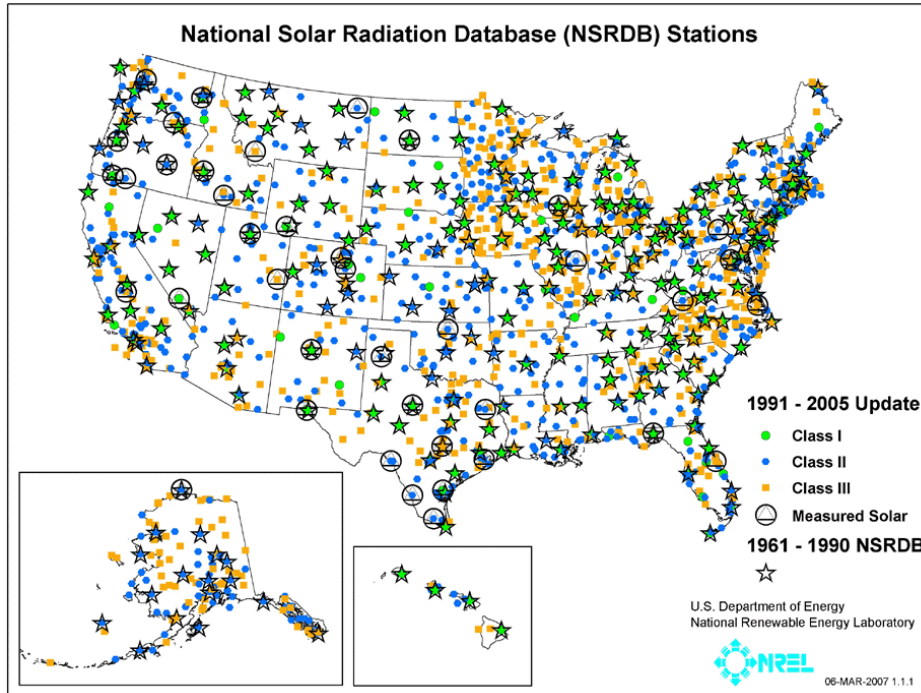 National Solar Radiation Database (NSRDB) Stations
1991 - 2005 Update
Class I
Class II
Class III
Measured Solar
1961 - 1990 NSRDB
U.S. Department of Energy
National Renewable Energy Laboratory
NREL
06-MAR-2007 1.1.1